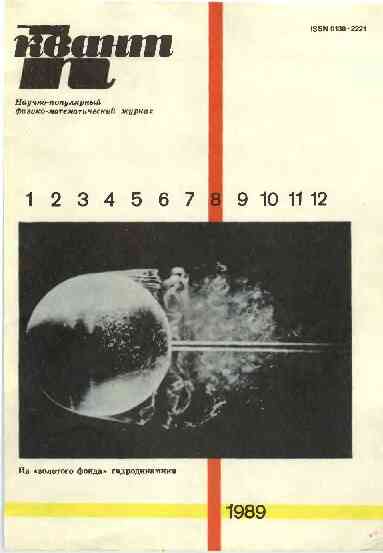 квант
ISSN 0130-2221
Научно-популярный
физико-математический журнал
1 2 3 4 5 6 7 8 9 10 11 12
Из «золотого фонда» гидродинамики
1989